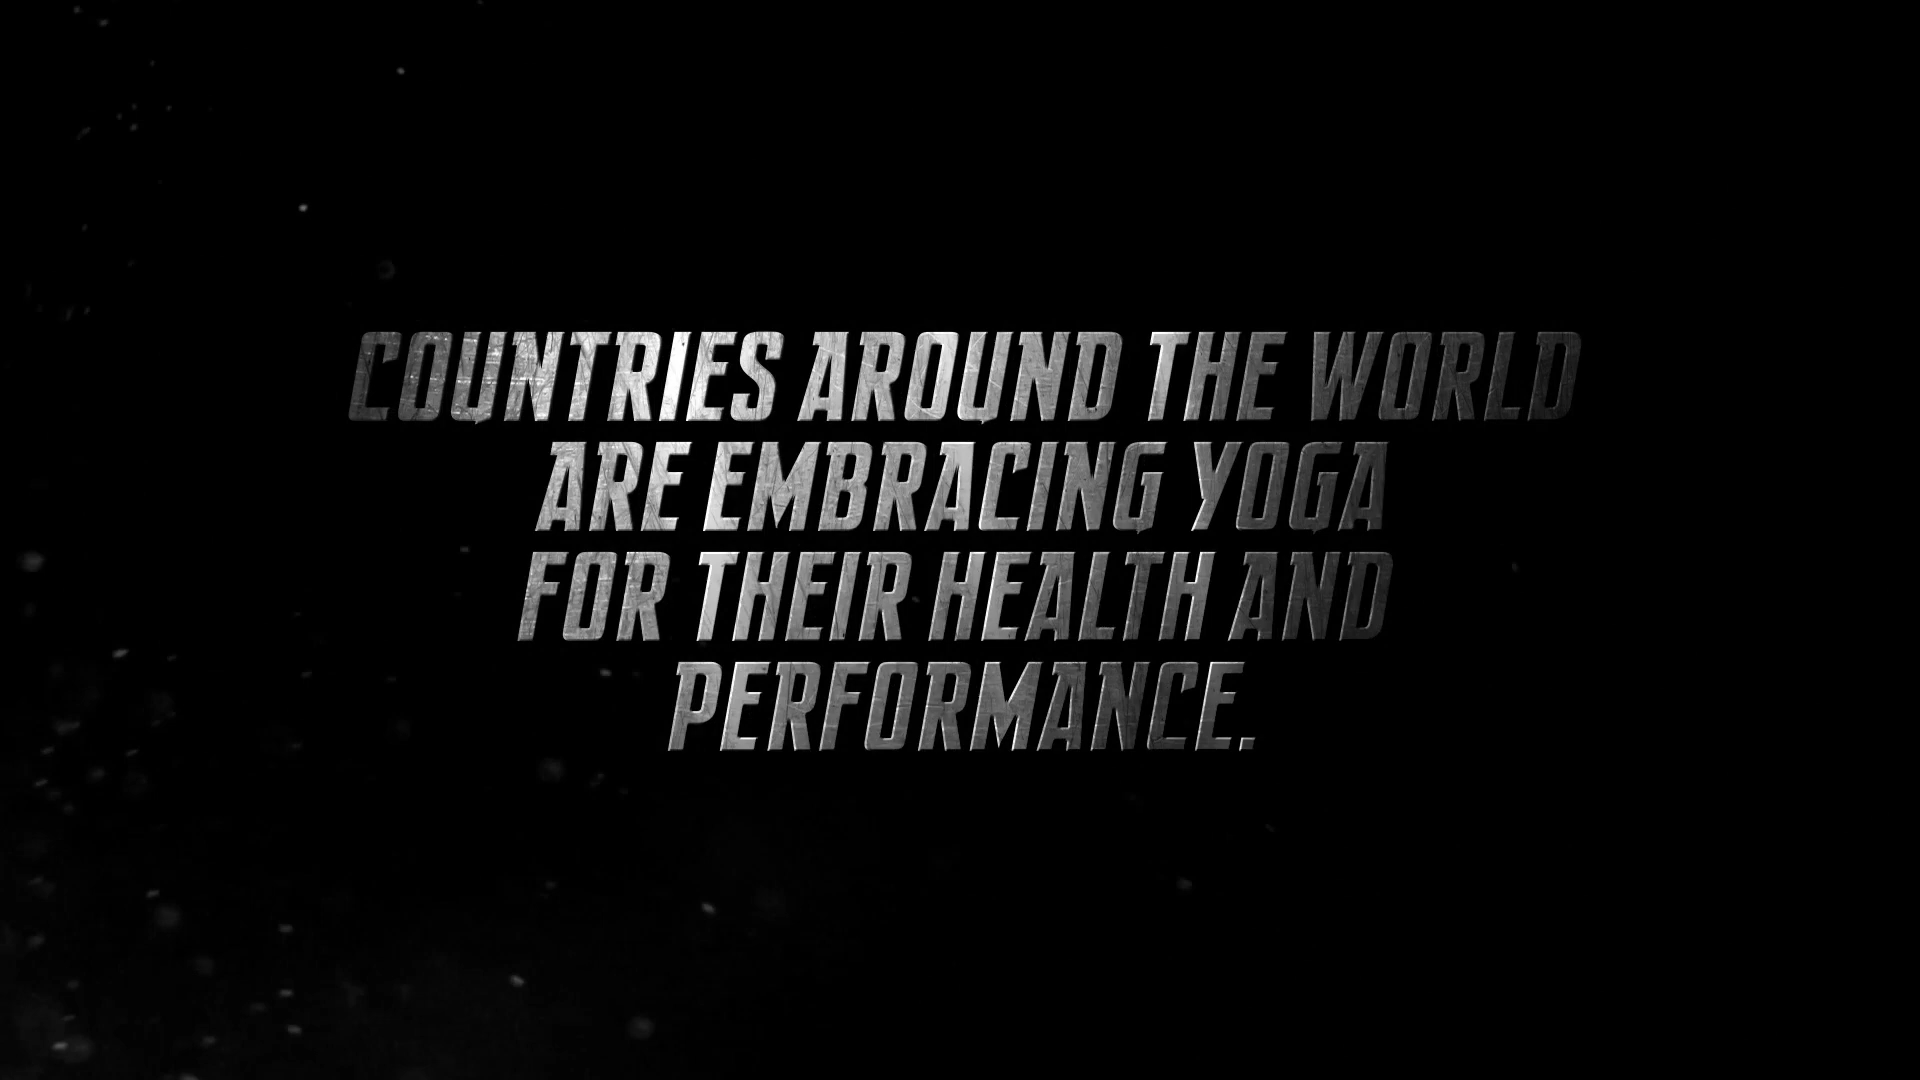 COUNTRIES AROUND THE WORLD
ARE EMBRACING YOGA
FOR THEIR HEALTH AND
PERFORMANCE.